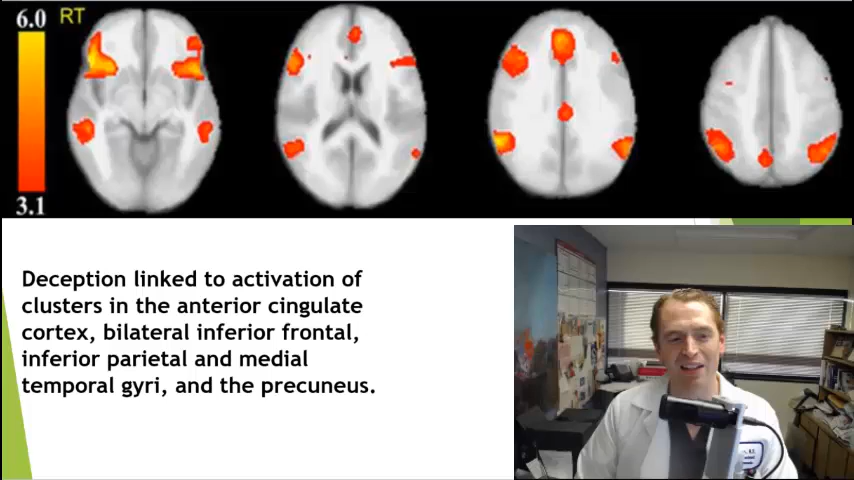 6.0 RT
3.1
Deception linked to activation of
clusters in the anterior cingulate
cortex, bilateral inferior frontal,
inferior parietal and medial
temporal gyri, and the precuneus.